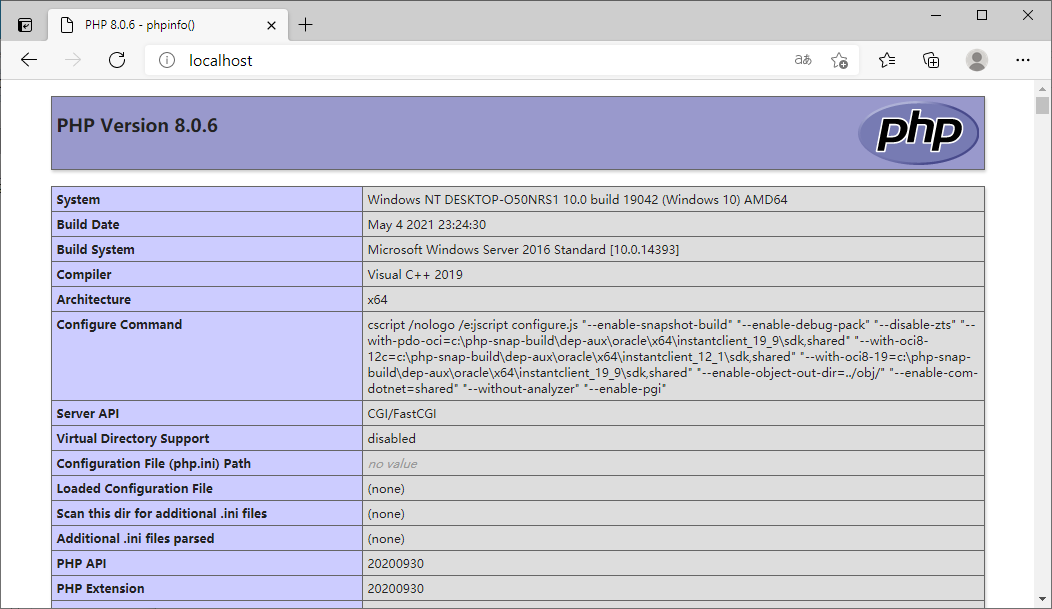 PHP 8.0.6 - phpinfo()
localhost
aあ
PHP Version 8.0.6
php
System Windows NT DESKTOP-O50NRS1 10.0 build 19042 (Windows 10) AMD64
Build Date May 4 2021 23:24:30
Build System Microsoft Windows Server 2016 Standard [10.0.14393]
Compiler Visual C++ 2019
Architecture x64
Configure Command cscript /nologo /e:jscript configure.js "--enable-snapshot-build" "--enable-debug-pack" "--disable-zts" "--
with-pdo-oci=c:\php-snap-build\dep-aux\oracle\x64\instantclient_19_9\sdk,shared" "--with-oci8-
12c=c:\php-snap-build\dep-aux\oracle\x64\instantclient_12_1\sdk,shared" "--with-oci8-19=c:\php-snap-
build\dep-aux\oracle\x64\instantclient_19_9\sdk,shared" "--enable-object-out-dir=../obj/" "--enable-com-
dotnet=shared" "--without-analyzer" "--enable-pgi"
Server API CGI/FastCGI
Virtual Directory Support disabled
Configuration File (php.ini) Path no value
Loaded Configuration File (none)
Scan this dir for additional .ini files (none)
Additional .ini files parsed (none)
PHP API 20200930
PHP Extension 20200930